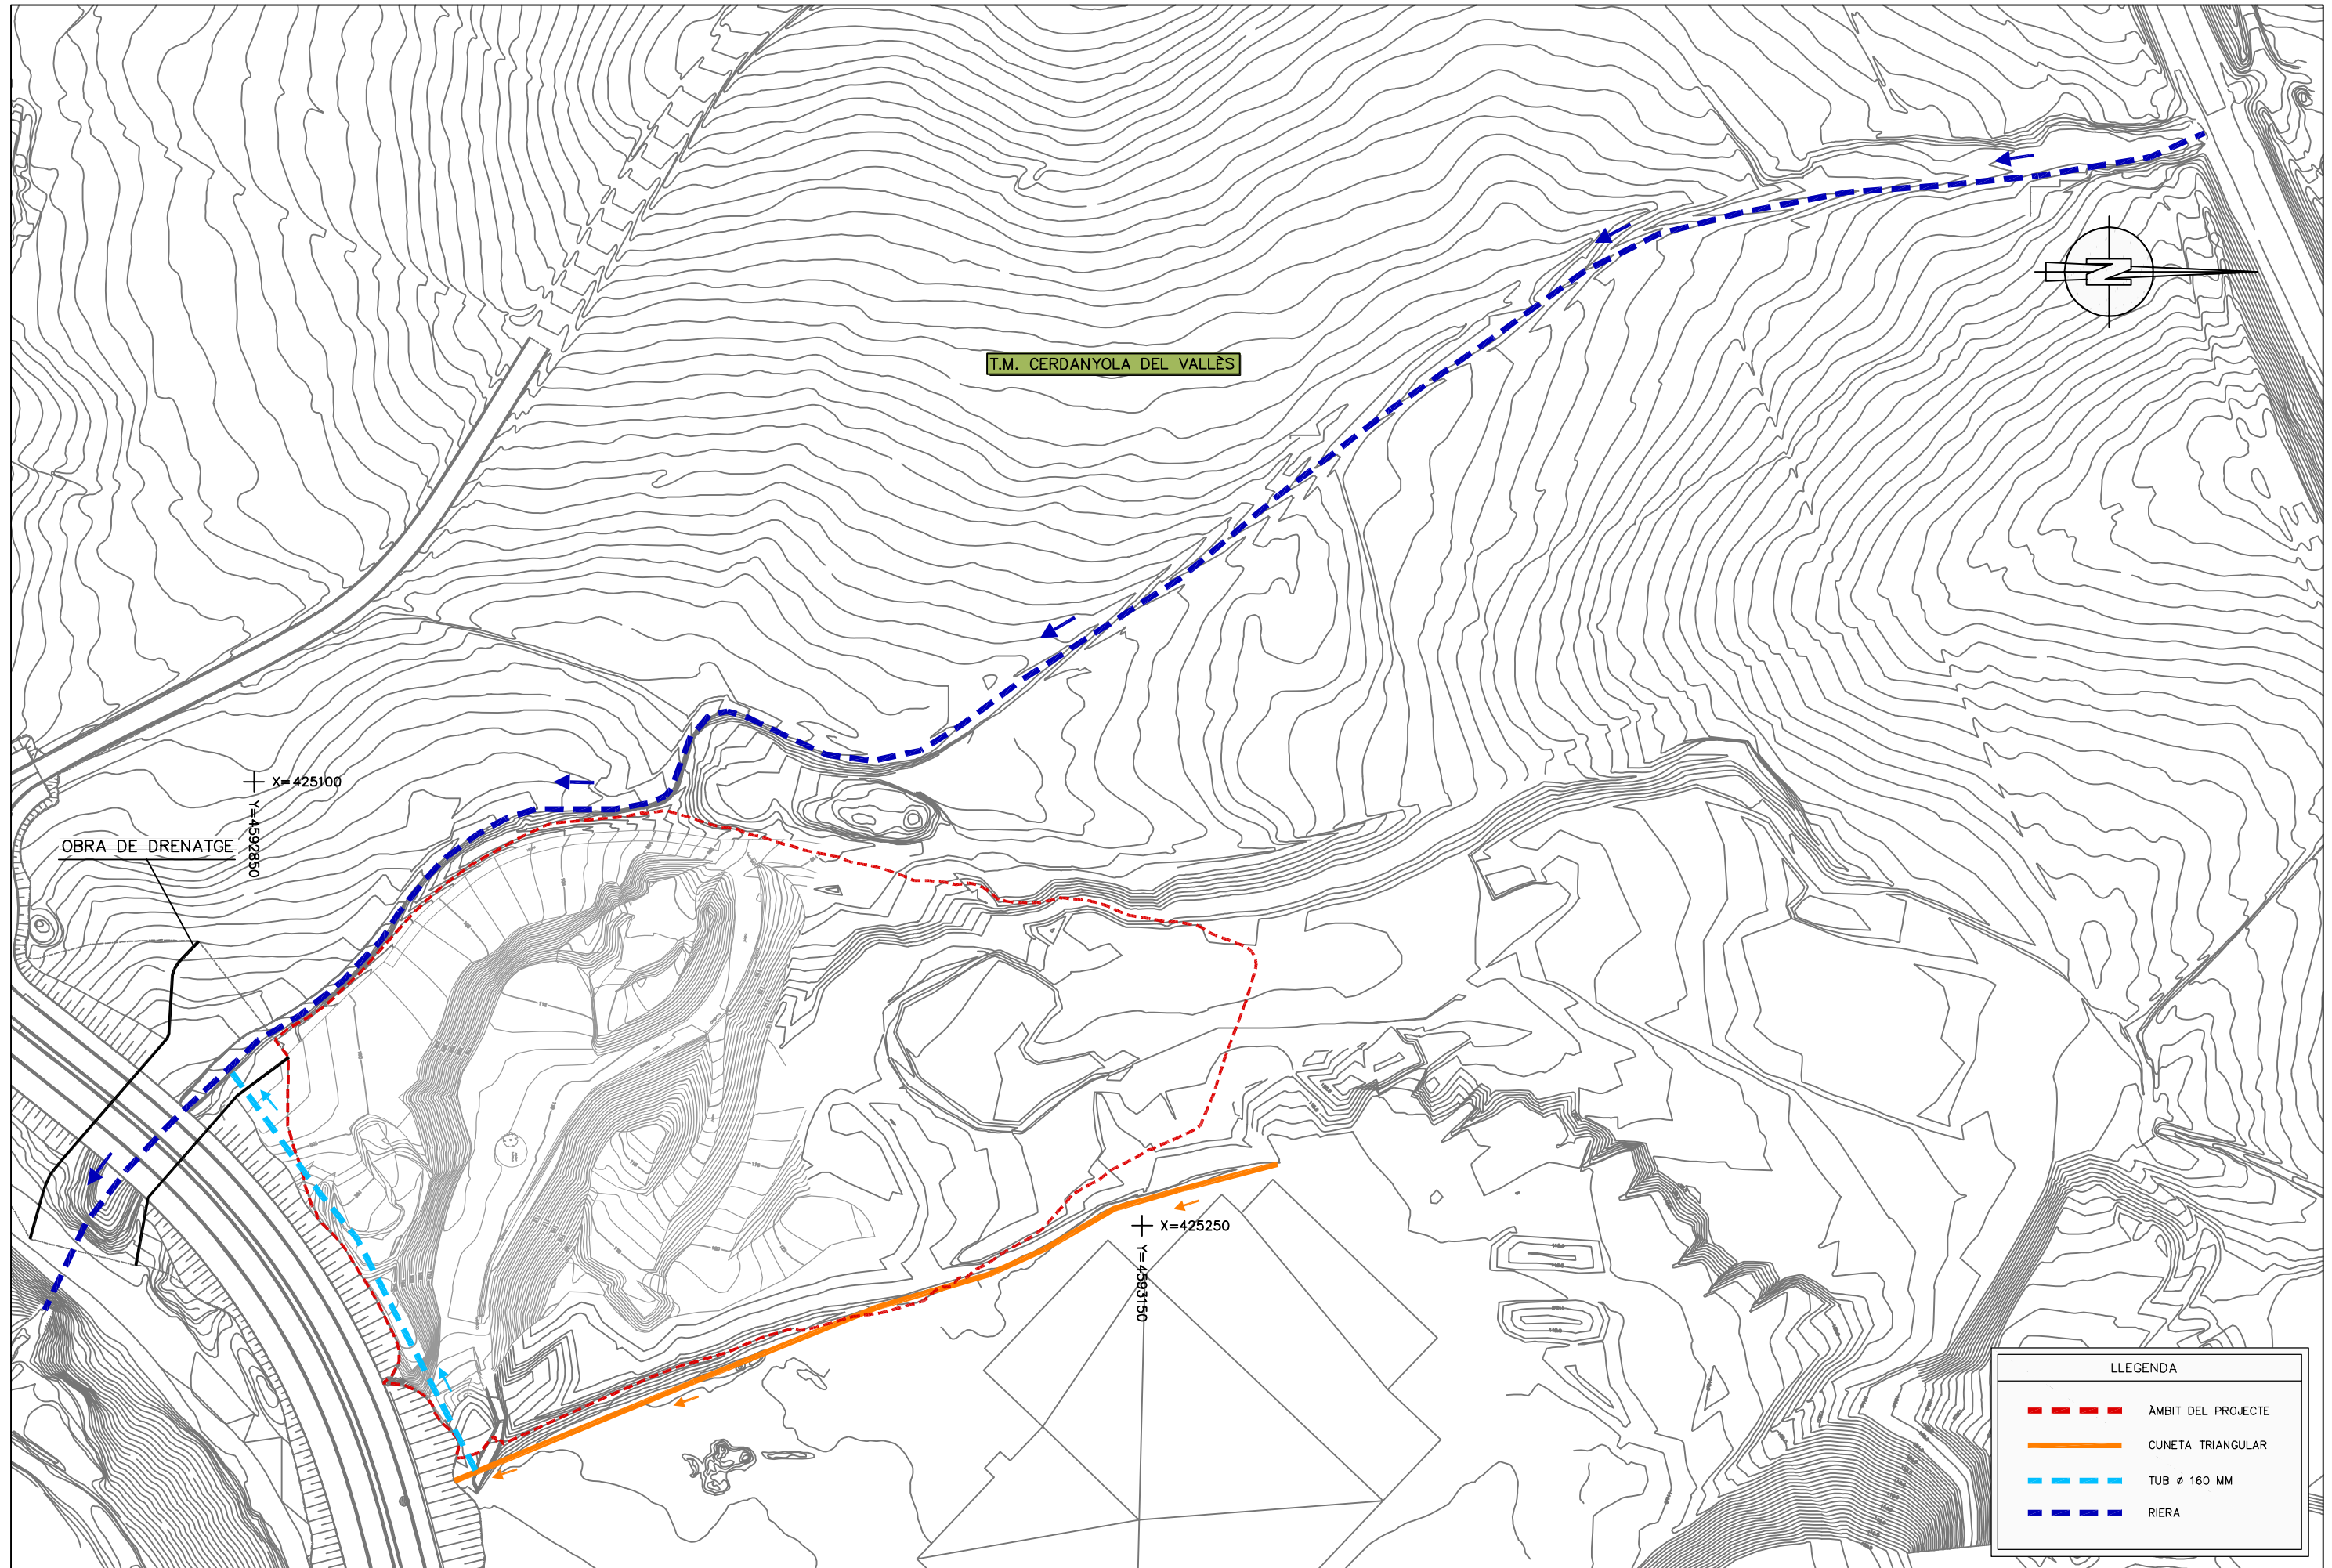 T.M. CERDANYOLA DEL VALLÈS
X=425100
Y=4592850
OBRA DE DRENATGE
X=425250
Y=4593150
LLEGENDA
ÀMBIT DEL PROJECTE
CUNETA TRIANGULAR
TUB ø 160 MM
RIERA